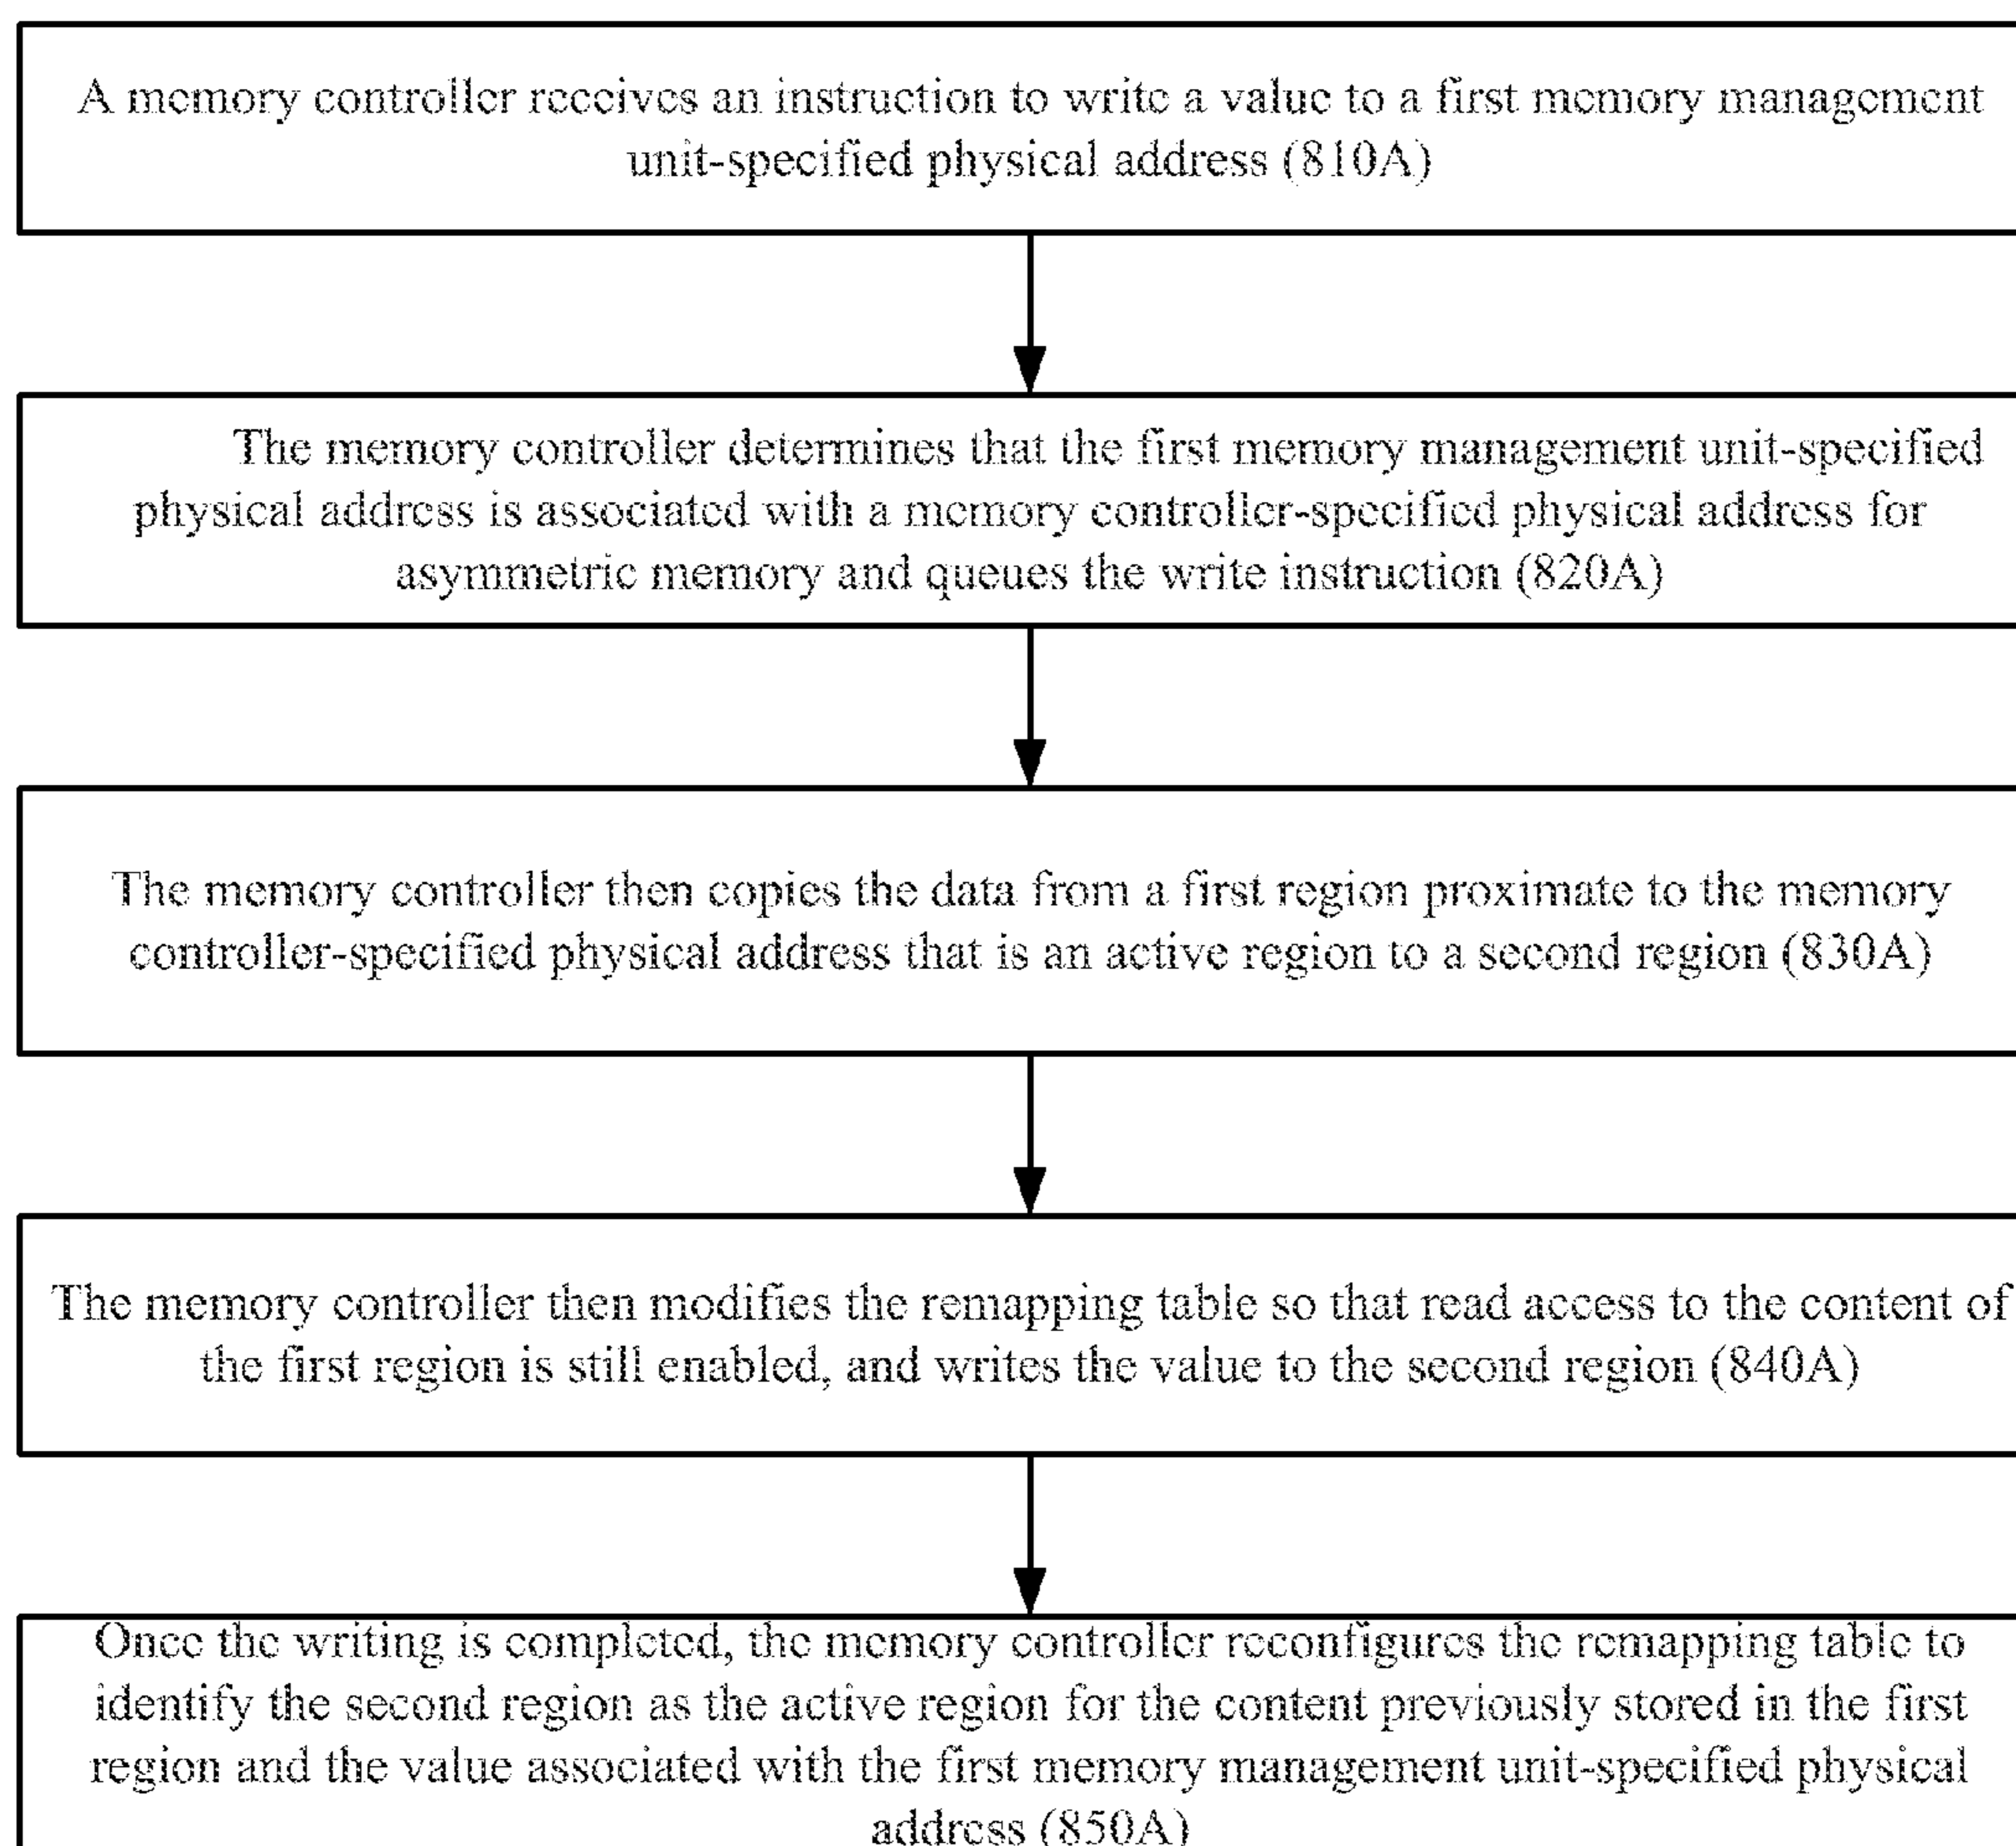 A memory controller receives an instruction to write a value to a first memory management
unit-specified physical address (810A)
The memory controller determines that the first memory management unit-specified
physical address is associated with a memory controller-specified physical address for
asymmetric memory and queues the write instruction (820A)
The memory controller then copies the data from a first region proximate to the memory
controller-specified physical address that is an active region to a second region (830A)
The memory controller then modifies the remapping table so that read access to the content of
the first region is still enabled, and writes the value to the second region (840A)
Once the writing is completed, the memory controller reconfigures the remapping table to
identify the second region as the active region for the content previously stored in the first
region and the value associated with the first memory management unit-specified physical
address (850A)